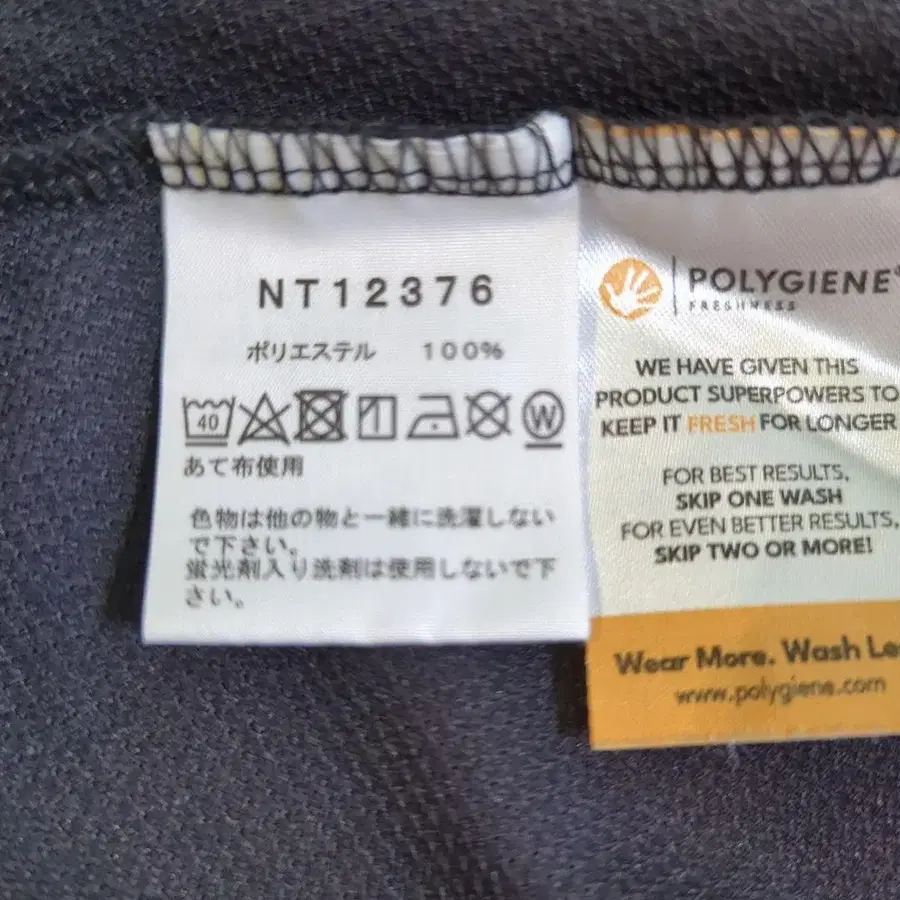 NT12376
ポリエステル 100%
40
W
あて布使用
色物は他の物と一緒に洗濯しない
で下さい。
蛍光剤入り洗剤は使用しないで下
さい。
POLYGIENE
FRESHNESS
WE HAVE GIVEN THIS
PRODUCT SUPERPOWERS TO
KEEP IT FRESH FOR LONGER
FOR BEST RESULTS,
SKIP ONE WASH
FOR EVEN BETTER RESULTS,
SKIP TWO OR MORE!
Wear More. Wash
www.polygiene.com